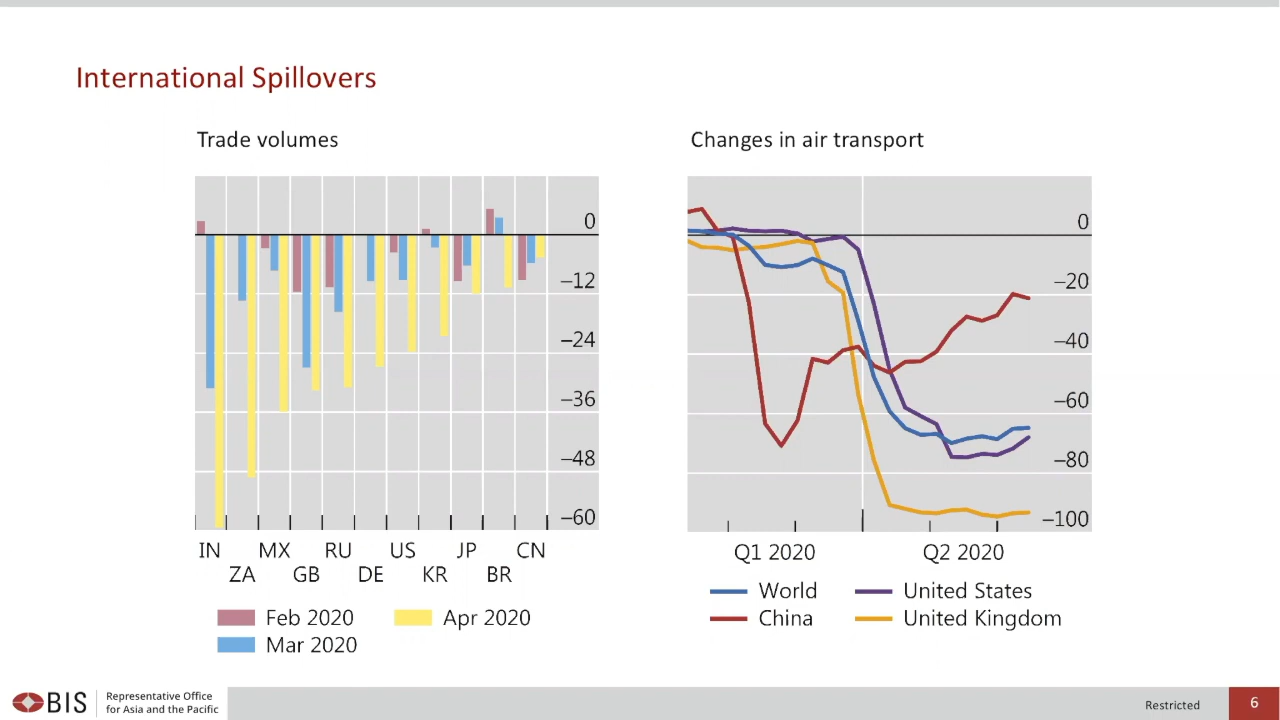 International Spillovers
Trade volumes
0
–12
–24
–36
–48
–60
IN MX RU US JP CN
ZA GB DE KR BR
Feb 2020 Apr 2020
Mar 2020
Changes in air transport
0
–20
–40
–60
–80
–100
Q1 2020 Q2 2020
World United States
China United Kingdom
BIS
Representative Office
for Asia and the Pacific
Restricted
6